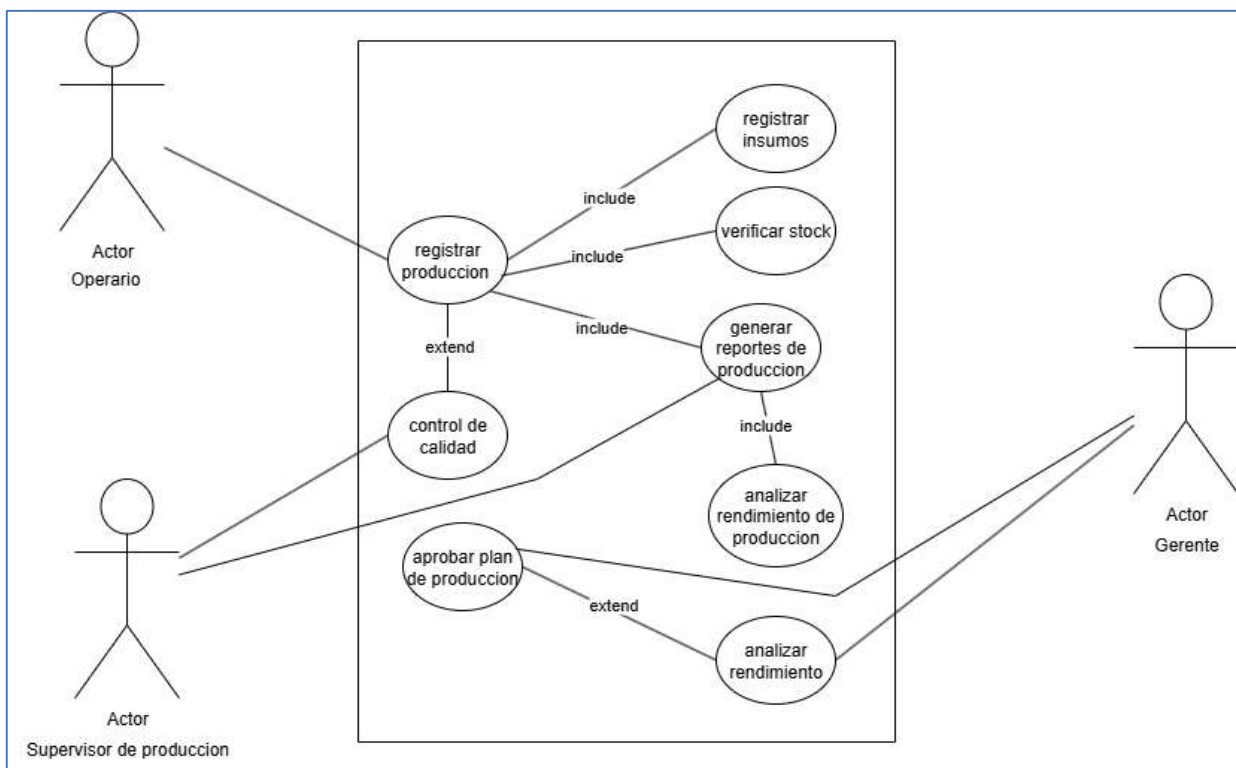 registrar
insumos
include
verificar stock
include
registrar
produccion
Actor
Operario
include
generar
reportes de
produccion
extend
control de
calidad
include
analizar
rendimiento de
produccion
Actor
Gerente
aprobar plan
de produccion
extend
analizar
rendimiento
Actor
Supervisor de produccion